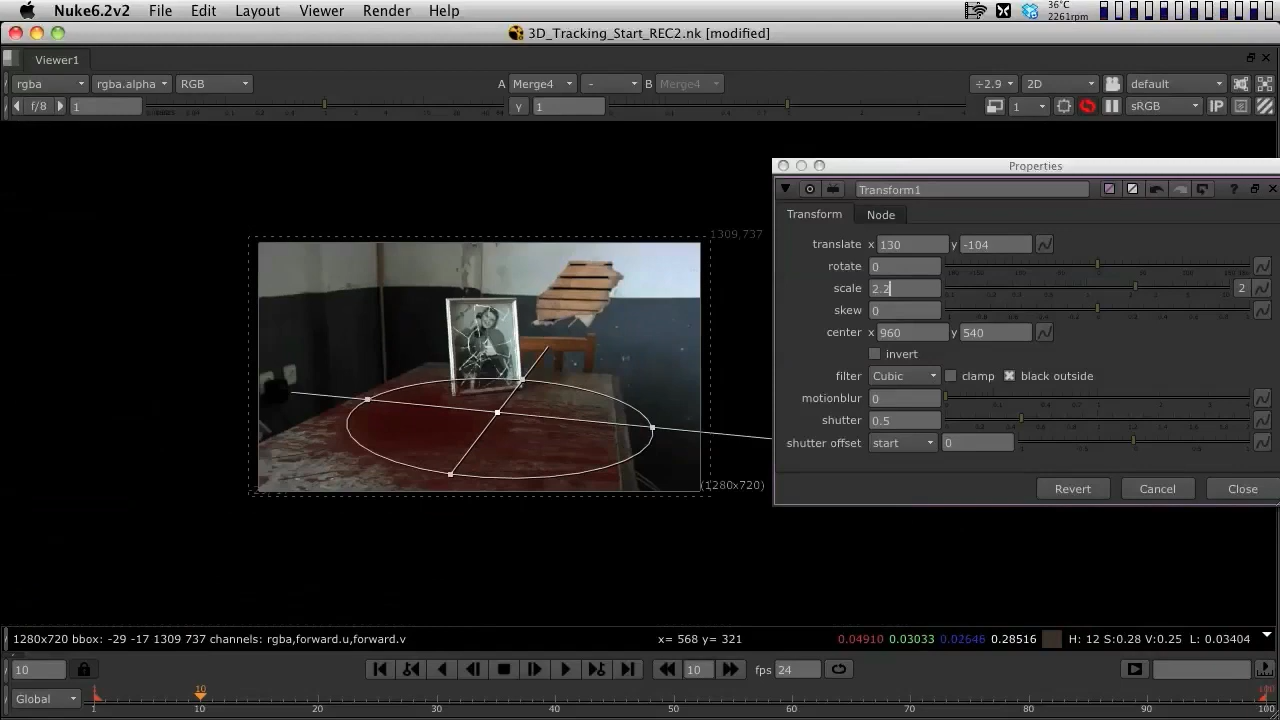 Nuke6.2v2 File Edit Layout Viewer Render Help 36°C 2261rpm
3D_Tracking_Start_REC2.nk [modified]
Viewer1
rgba rgba.alpha RGB A Merge4 - B Merge4 ÷2.9 2D default
f/8 1 y 1 1 sRGB IP
Properties
Transform1 ?
Transform Node
translate x 130 y -104
rotate 0
scale 2.2 2
skew 0
center x 960 y 540
invert
filter Cubic clamp black outside
motionblur 0
shutter 0.5
shutter offset start 0
Revert Cancel Close
1309,737
(1280x720)
1280x720 bbox: -29 -17 1309 737 channels: rgba,forward.u,forward.v x= 568 y= 321 0.04910 0.03033 0.02646 0.28516 H: 12 S:0.28 V:0.25 L: 0.03404
10 10 fps 24
Global 1 10 20 30 40 50 60 70 80 90 100
1 10 100